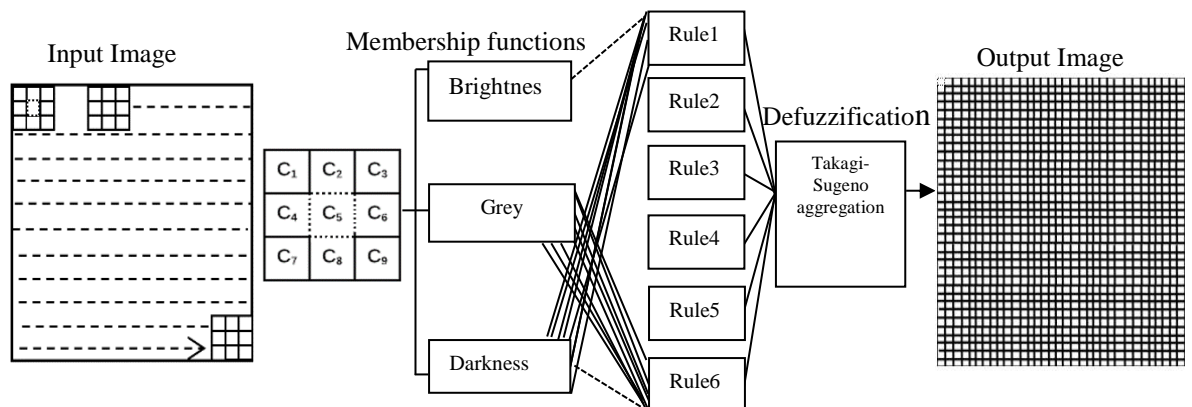 Input Image
C₁ C₂ C₃
C₄ C₅ C₆
C₇ C₈ C₉
Membership functions
Brightnes
Grey
Darkness
Rule1
Rule2
Rule3
Rule4
Rule5
Rule6
Defuzzification
Takagi-
Sugeno
aggregation
Output Image